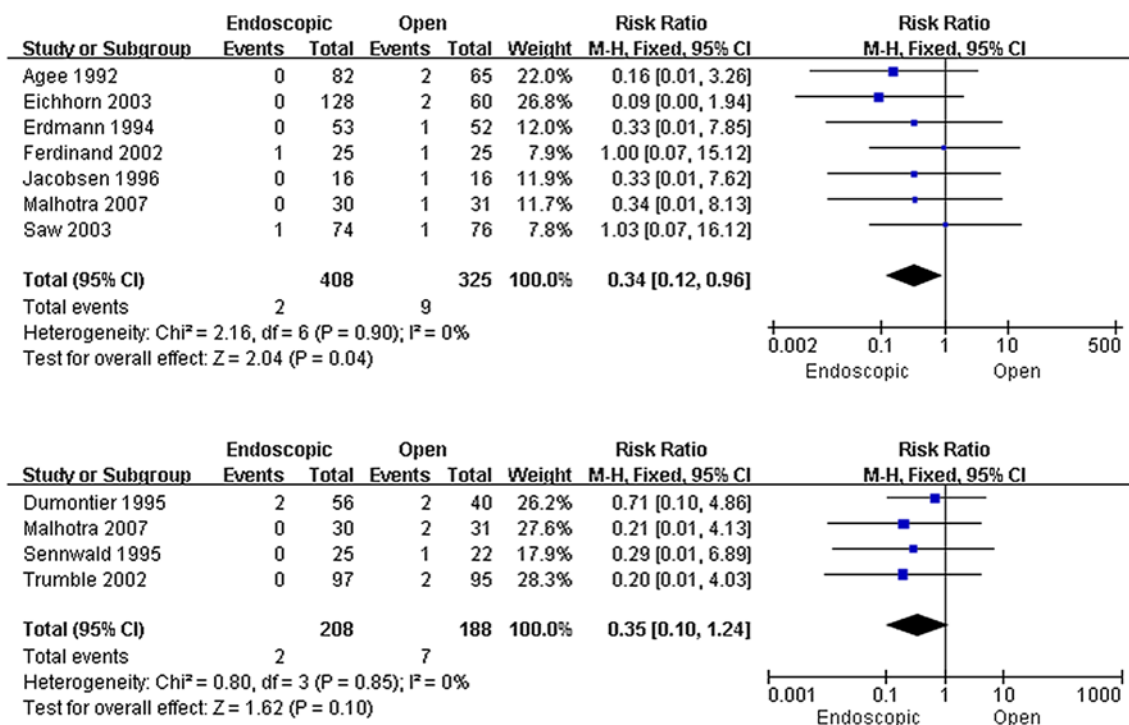 Endoscopic Open Risk Ratio Risk Ratio
Study or Subgroup Events Total Events Total Weight M-H, Fixed, 95% CI M-H, Fixed, 95% CI
Agee 1992 0 82 2 65 22.0% 0.16 [0.01, 3.26]
Eichhorn 2003 0 128 2 60 26.8% 0.09 [0.00, 1.94]
Erdmann 1994 0 53 1 52 12.0% 0.33 [0.01, 7.85]
Ferdinand 2002 1 25 1 25 7.9% 1.00 [0.07, 15.12]
Jacobsen 1996 0 16 1 16 11.9% 0.33 [0.01, 7.62]
Malhotra 2007 0 30 1 31 11.7% 0.34 [0.01, 8.13]
Saw 2003 1 74 1 76 7.8% 1.03 [0.07, 16.12]
Total (95% CI) 408 325 100.0% 0.34 [0.12, 0.96]
Total events 2 9
Heterogeneity: Chi² = 2.16, df = 6 (P = 0.90); I² = 0%
Test for overall effect: Z = 2.04 (P = 0.04)
0.002 0.1 1 10 500
Endoscopic Open
Endoscopic Open Risk Ratio Risk Ratio
Study or Subgroup Events Total Events Total Weight M-H, Fixed, 95% CI M-H, Fixed, 95% CI
Dumontier 1995 2 56 2 40 26.2% 0.71 [0.10, 4.86]
Malhotra 2007 0 30 2 31 27.6% 0.21 [0.01, 4.13]
Sennwald 1995 0 25 1 22 17.9% 0.29 [0.01, 6.89]
Trumble 2002 0 97 2 95 28.3% 0.20 [0.01, 4.03]
Total (95% CI) 208 188 100.0% 0.35 [0.10, 1.24]
Total events 2 7
Heterogeneity: Chi² = 0.80, df = 3 (P = 0.85); I² = 0%
Test for overall effect: Z = 1.62 (P = 0.10)
0.001 0.1 1 10 1000
Endoscopic Open